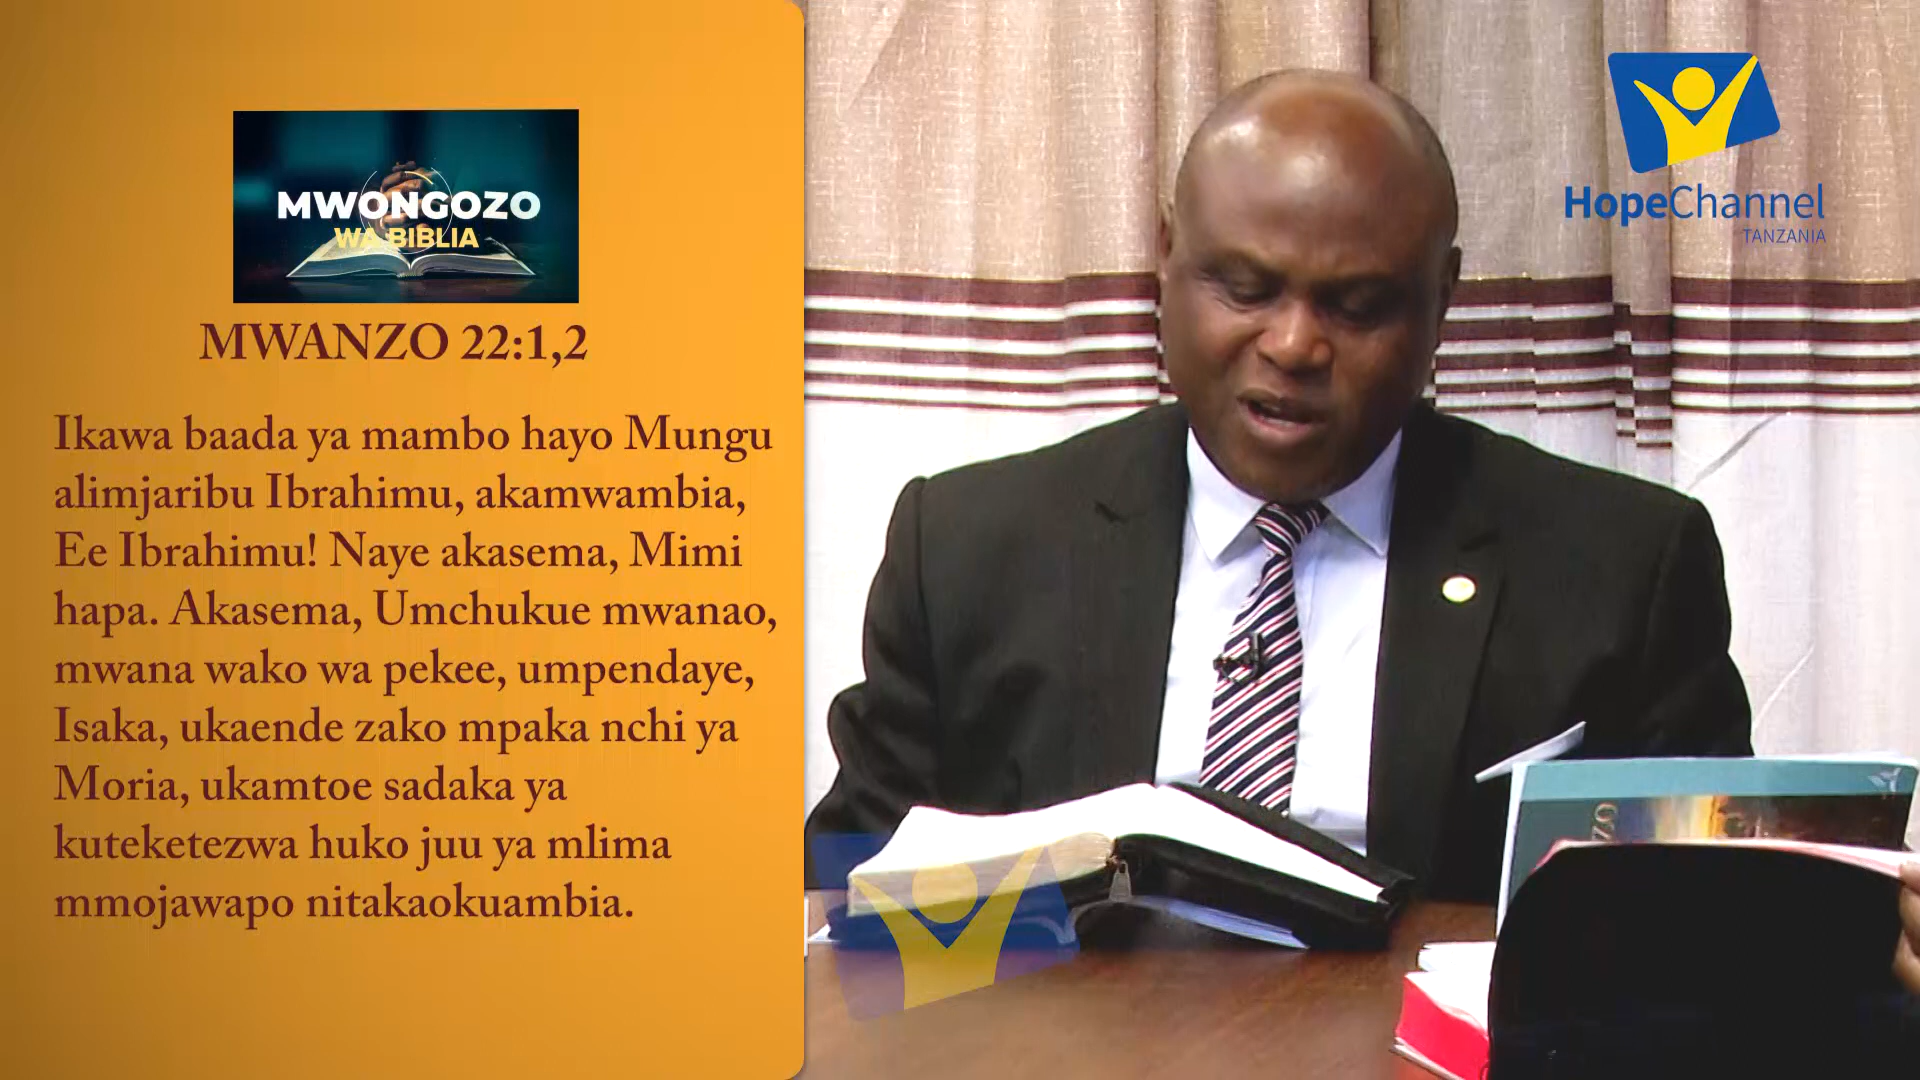 MWONGOZO
WA BIBLIA
MWANZO 22:1,2
Ikawa baada ya mambo hayo Mungu
alimjaribu Ibrahimu, akamwambia,
Ee Ibrahimu! Naye akasema, Mimi
hapa. Akasema, Umchukue mwanao,
mwana wako wa pekee, umpendaye,
Isaka, ukaende zako mpaka nchi ya
Moria, ukamtoe sadaka ya
kuteketezwa huko juu ya mlima
mmojawapo nitakaokuambia.
HopeChannel
TANZANIA
ZO